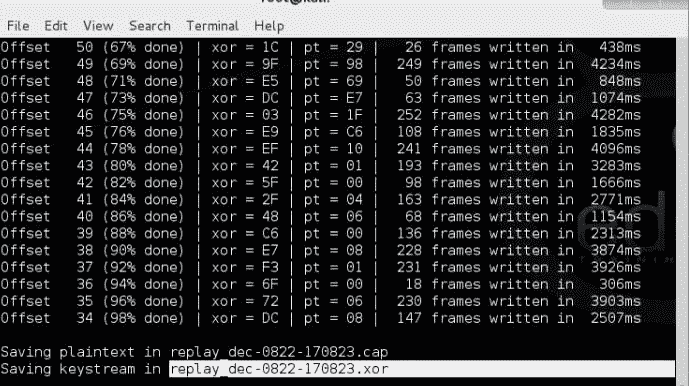 File Edit View Search Terminal Help
Offset   50 (67% done) | xor = 1C | pt = 29 |   26 frames written in   438ms
Offset   49 (69% done) | xor = 9F | pt = 98 |  249 frames written in  4234ms
Offset   48 (71% done) | xor = E5 | pt = 69 |   50 frames written in   848ms
Offset   47 (73% done) | xor = DC | pt = E7 |   63 frames written in  1074ms
Offset   46 (75% done) | xor = 03 | pt = 1F |  252 frames written in  4282ms
Offset   45 (76% done) | xor = E9 | pt = C6 |  108 frames written in  1835ms
Offset   44 (78% done) | xor = EF | pt = 10 |  241 frames written in  4096ms
Offset   43 (80% done) | xor = 42 | pt = 01 |  193 frames written in  3283ms
Offset   42 (82% done) | xor = 5F | pt = 00 |   98 frames written in  1666ms
Offset   41 (84% done) | xor = 2F | pt = 04 |  163 frames written in  2771ms
Offset   40 (86% done) | xor = 48 | pt = 06 |   68 frames written in  1154ms
Offset   39 (88% done) | xor = C6 | pt = 00 |  136 frames written in  2313ms
Offset   38 (90% done) | xor = E7 | pt = 08 |  228 frames written in  3874ms
Offset   37 (92% done) | xor = F3 | pt = 01 |  231 frames written in  3926ms
Offset   36 (94% done) | xor = 6F | pt = 00 |   18 frames written in   306ms
Offset   35 (96% done) | xor = 72 | pt = 06 |  230 frames written in  3903ms
Offset   34 (98% done) | xor = DC | pt = 08 |  147 frames written in  2507ms
Saving plaintext in replay_dec-0822-170823.cap
Saving keystream in replay_dec-0822-170823.xor